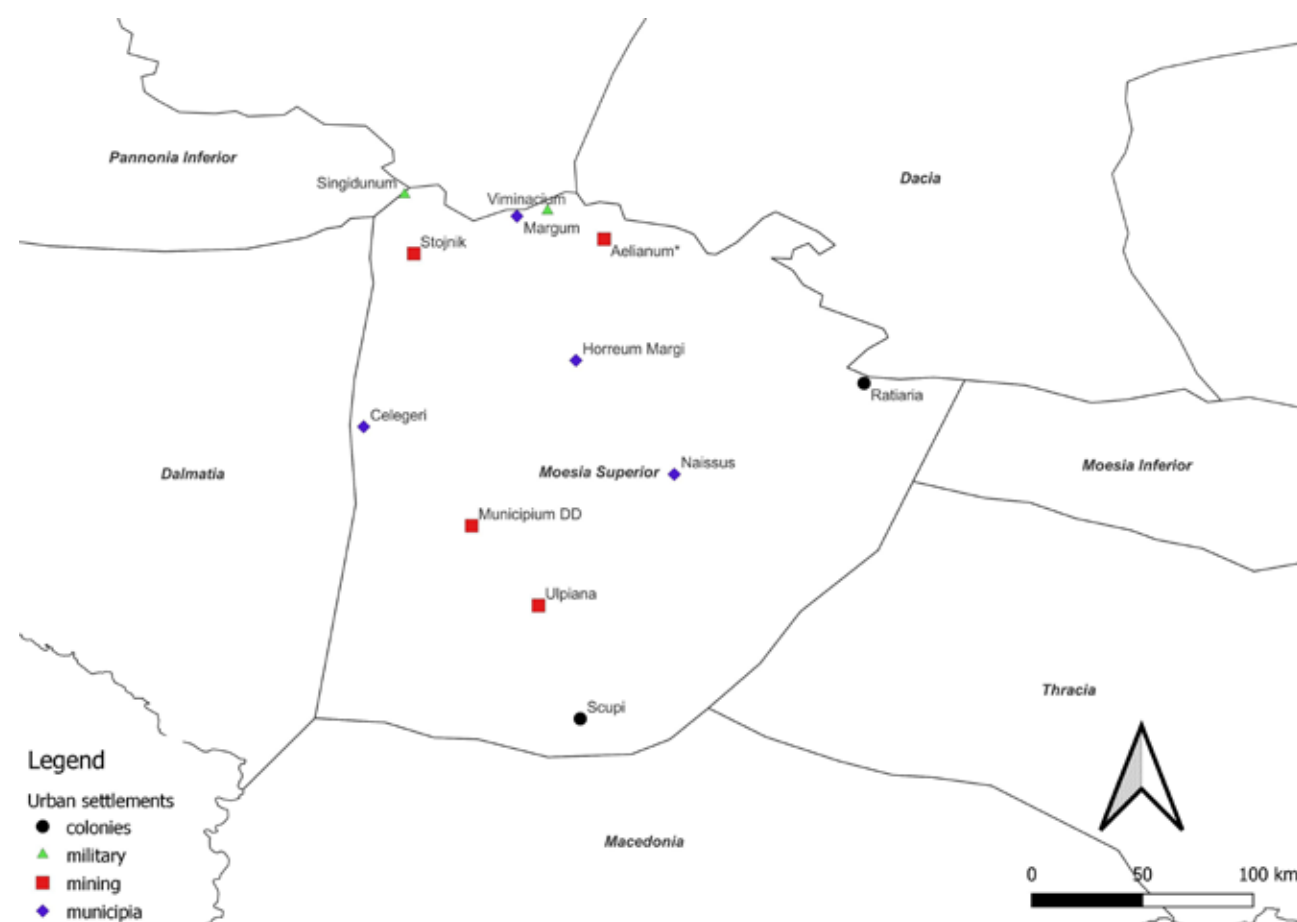 Pannonia Inferior
Dacia
Singidunum
Viminacium
Margum
Stojnik
Aelianum*
Horreum Margi
Ratiaria
Celegeri
Dalmatia
Moesia Superior
Naissus
Moesia Inferior
Municipium DD
Ulpiana
Thracia
Scupi
Macedonia
Legend
Urban settlements
colonies
military
mining
municipia
0 50 100 km